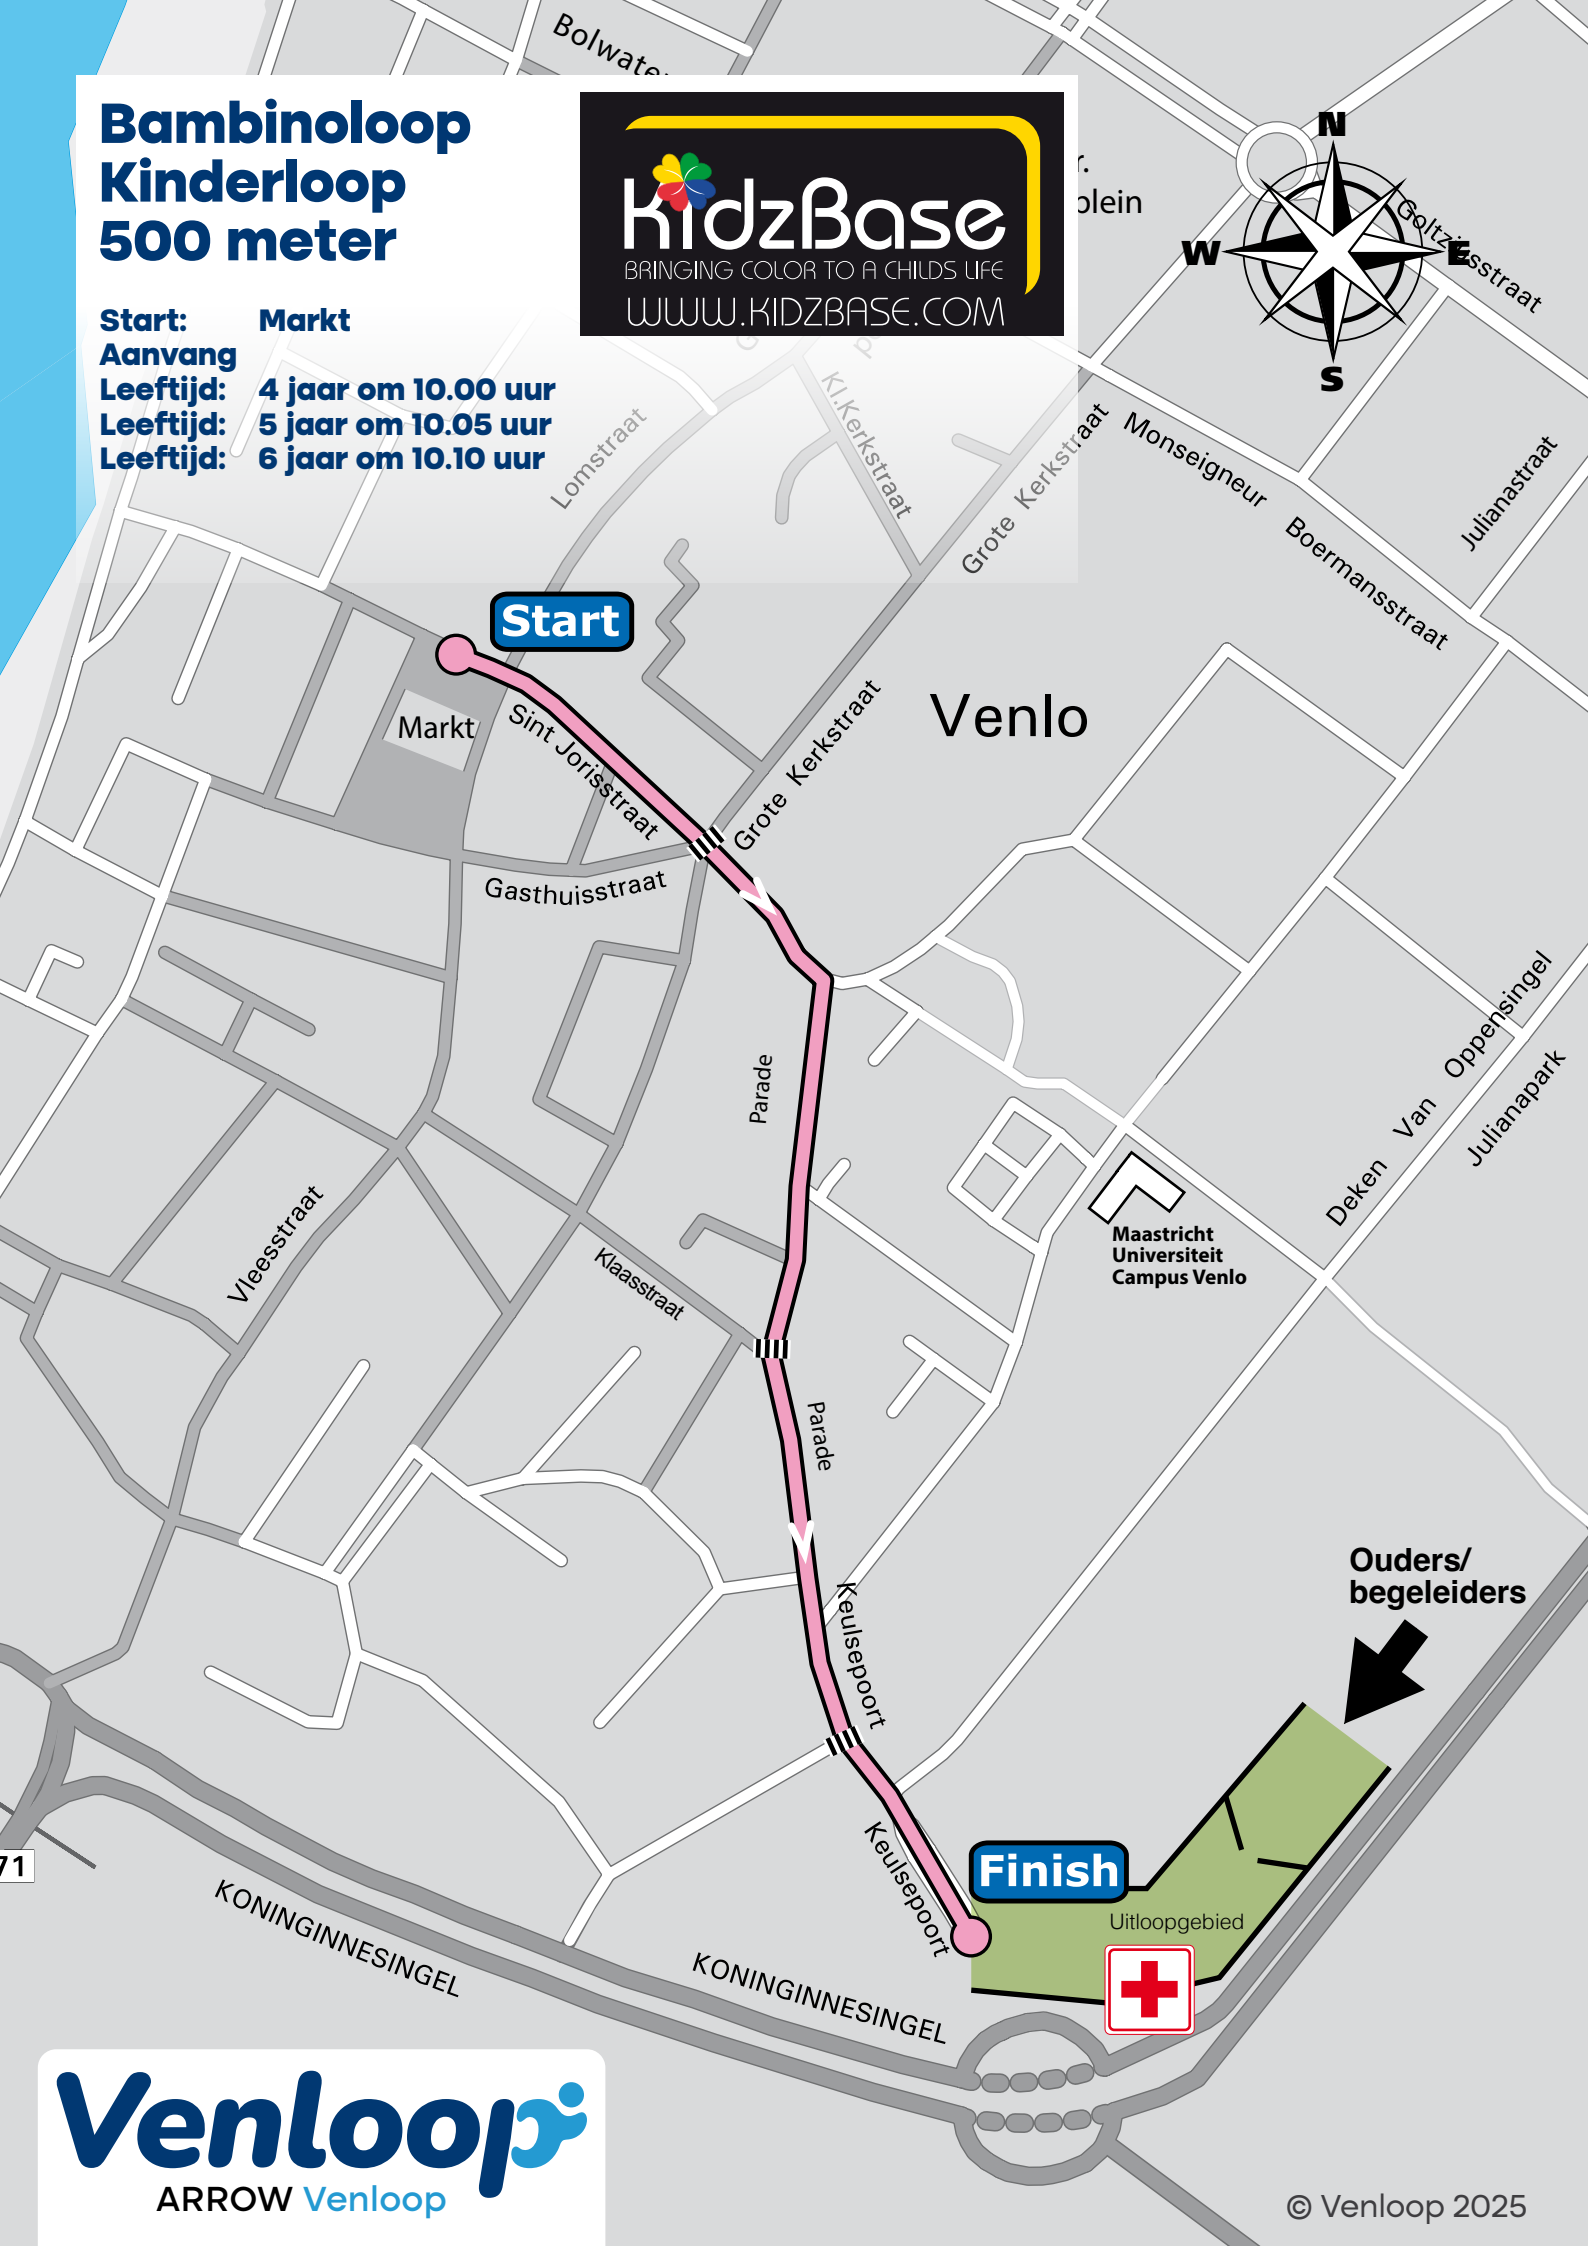 Bolwate
Bambinoloop
Kinderloop
500 meter
Start: Markt
Aanvang
Leeftijd: 4 jaar om 10.00 uur
Leeftijd: 5 jaar om 10.05 uur
Leeftijd: 6 jaar om 10.10 uur
KidzBase
BRINGING COLOR TO A CHILDS LIFE
WWW.KIDZBASE.COM
r.
plein
N
W
E
S
Goltziusstraat
Lomstraat
Kl.Kerkstraat
Grote Kerkstraat
Monseigneur Boermansstraat
Julianastraat
Start
Markt
Sint Jorisstraat
Grote Kerkstraat
Venlo
Gasthuisstraat
Parade
Deken Van Oppensingel
Julianapark
Maastricht
Universiteit
Campus Venlo
Vleesstraat
Klaasstraat
Parade
Keulsepoort
Ouders/
begeleiders
Keulsepoort
Finish
Uitloopgebied
71
KONINGINNESINGEL
KONINGINNESINGEL
Venloop
ARROW Venloop
© Venloop 2025